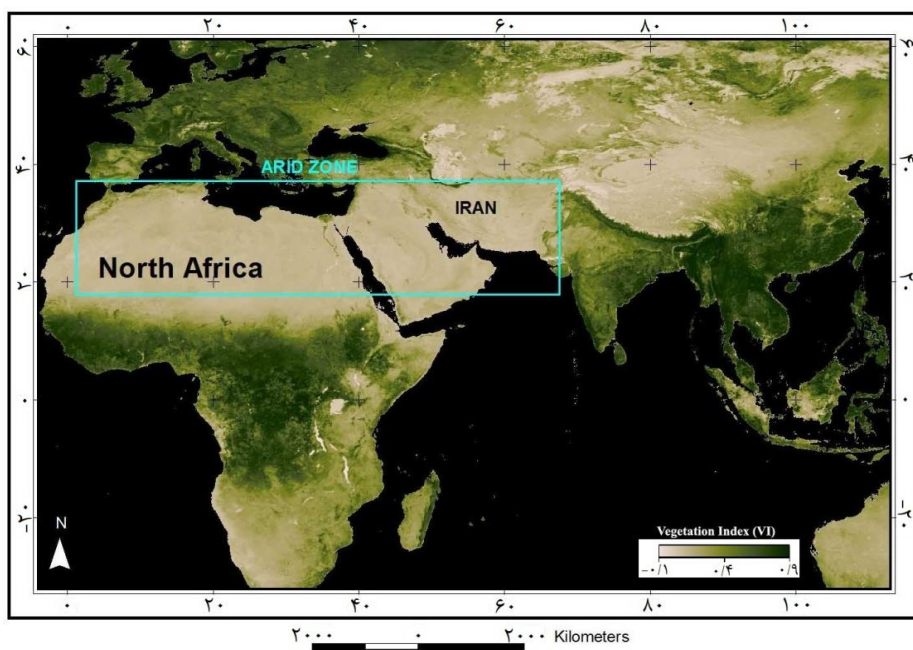 ۰ ۲۰ ۴۰ ۶۰ ۸۰ ۱۰۰
۶۰ ۶۰
۴۰ ۴۰
ARID ZONE
IRAN
North Africa
۲۰ ۲۰
۰ ۰
-۲۰ -۲۰
N
Vegetation Index (VI)
-۰/۱ ۰/۴ ۰/۹
۰ ۲۰ ۴۰ ۶۰ ۸۰ ۱۰۰
۲۰۰۰ ۰ ۲۰۰۰ Kilometers